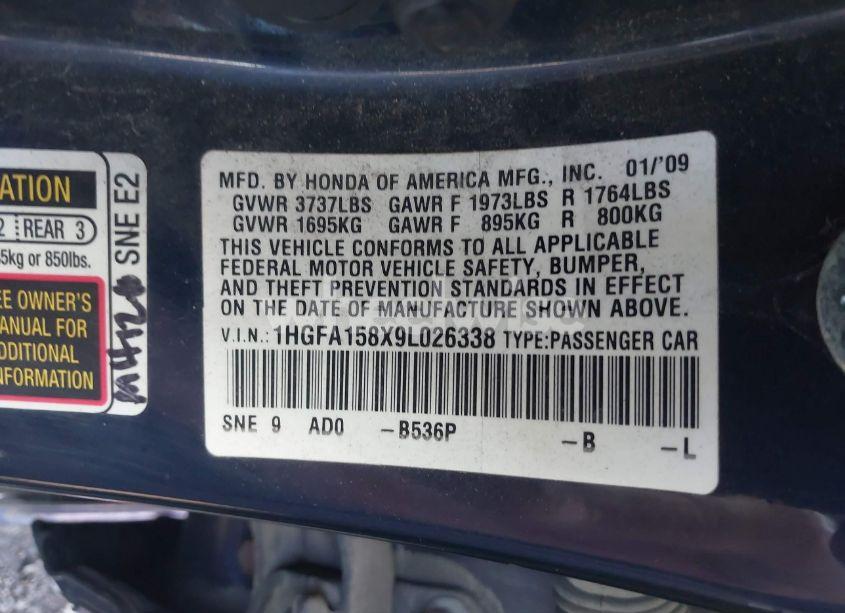 ATION
2 REAR 3
5kg or 850lbs.
EE OWNER'S
MANUAL FOR
ADDITIONAL
INFORMATION
SNE E2
MFD. BY HONDA OF AMERICA MFG., INC. 01/'09
GVWR 3737LBS GAWR F 1973LBS R 1764LBS
GVWR 1695KG GAWR F 895KG R 800KG
THIS VEHICLE CONFORMS TO ALL APPLICABLE
FEDERAL MOTOR VEHICLE SAFETY, BUMPER,
AND THEFT PREVENTION STANDARDS IN EFFECT
ON THE DATE OF MANUFACTURE SHOWN ABOVE.
V.I.N.: 1HGFA158X9L026338 TYPE:PASSENGER CAR
SNE 9 AD0 -B536P -B -L